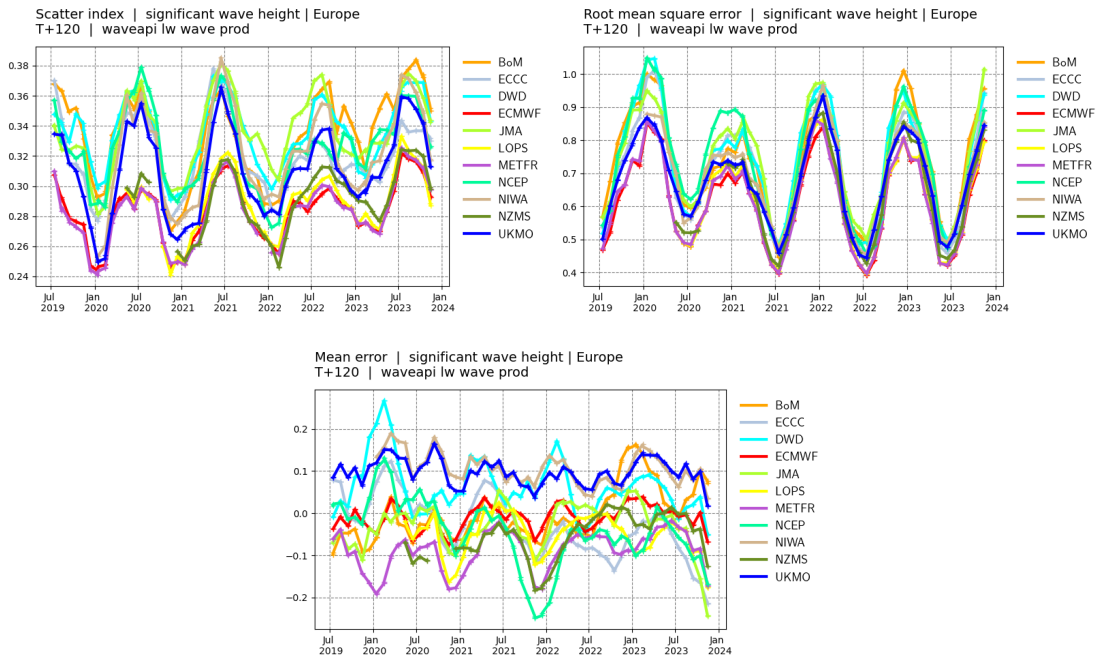 Scatter index | significant wave height | Europe
T+120 | waveapi lw wave prod
0.38
0.36
0.34
0.32
0.30
0.28
0.26
0.24
Jul 2019
Jan 2020
Jul 2020
Jan 2021
Jul 2021
Jan 2022
Jul 2022
Jan 2023
Jul 2023
Jan 2024
BoM
ECCC
DWD
ECMWF
JMA
LOPS
METFR
NCEP
NIWA
NZMS
UKMO
Root mean square error | significant wave height | Europe
T+120 | waveapi lw wave prod
1.0
0.9
0.8
0.7
0.6
0.5
0.4
Jul 2019
Jan 2020
Jul 2020
Jan 2021
Jul 2021
Jan 2022
Jul 2022
Jan 2023
Jul 2023
Jan 2024
BoM
ECCC
DWD
ECMWF
JMA
LOPS
METFR
NCEP
NIWA
NZMS
UKMO
Mean error | significant wave height | Europe
T+120 | waveapi lw wave prod
0.2
0.1
0.0
−0.1
−0.2
Jul 2019
Jan 2020
Jul 2020
Jan 2021
Jul 2021
Jan 2022
Jul 2022
Jan 2023
Jul 2023
Jan 2024
BoM
ECCC
DWD
ECMWF
JMA
LOPS
METFR
NCEP
NIWA
NZMS
UKMO